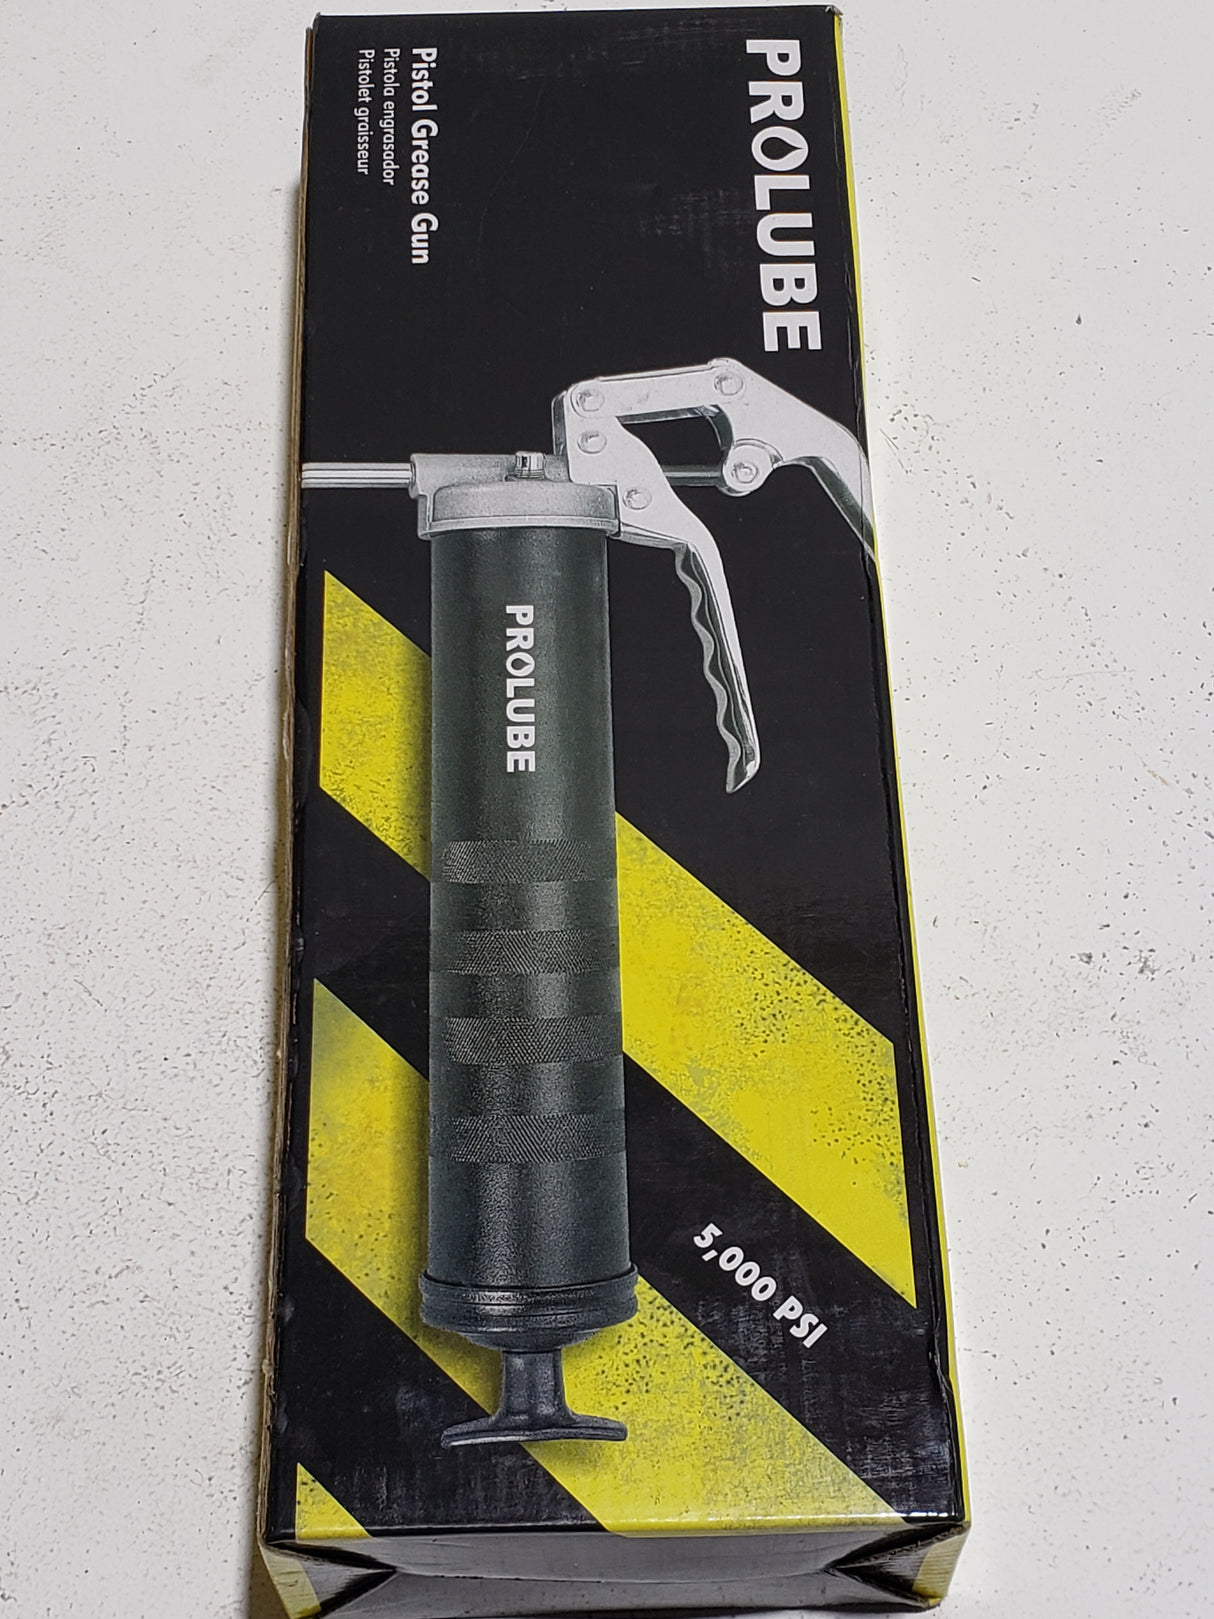 PROLUBE
Pistol Grease Gun
Pistola engrasador
Pistolet graisseur
PROLUBE
5,000 PSI